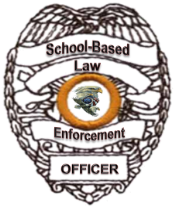 School-Based
Law
Enforcement
OFFICER